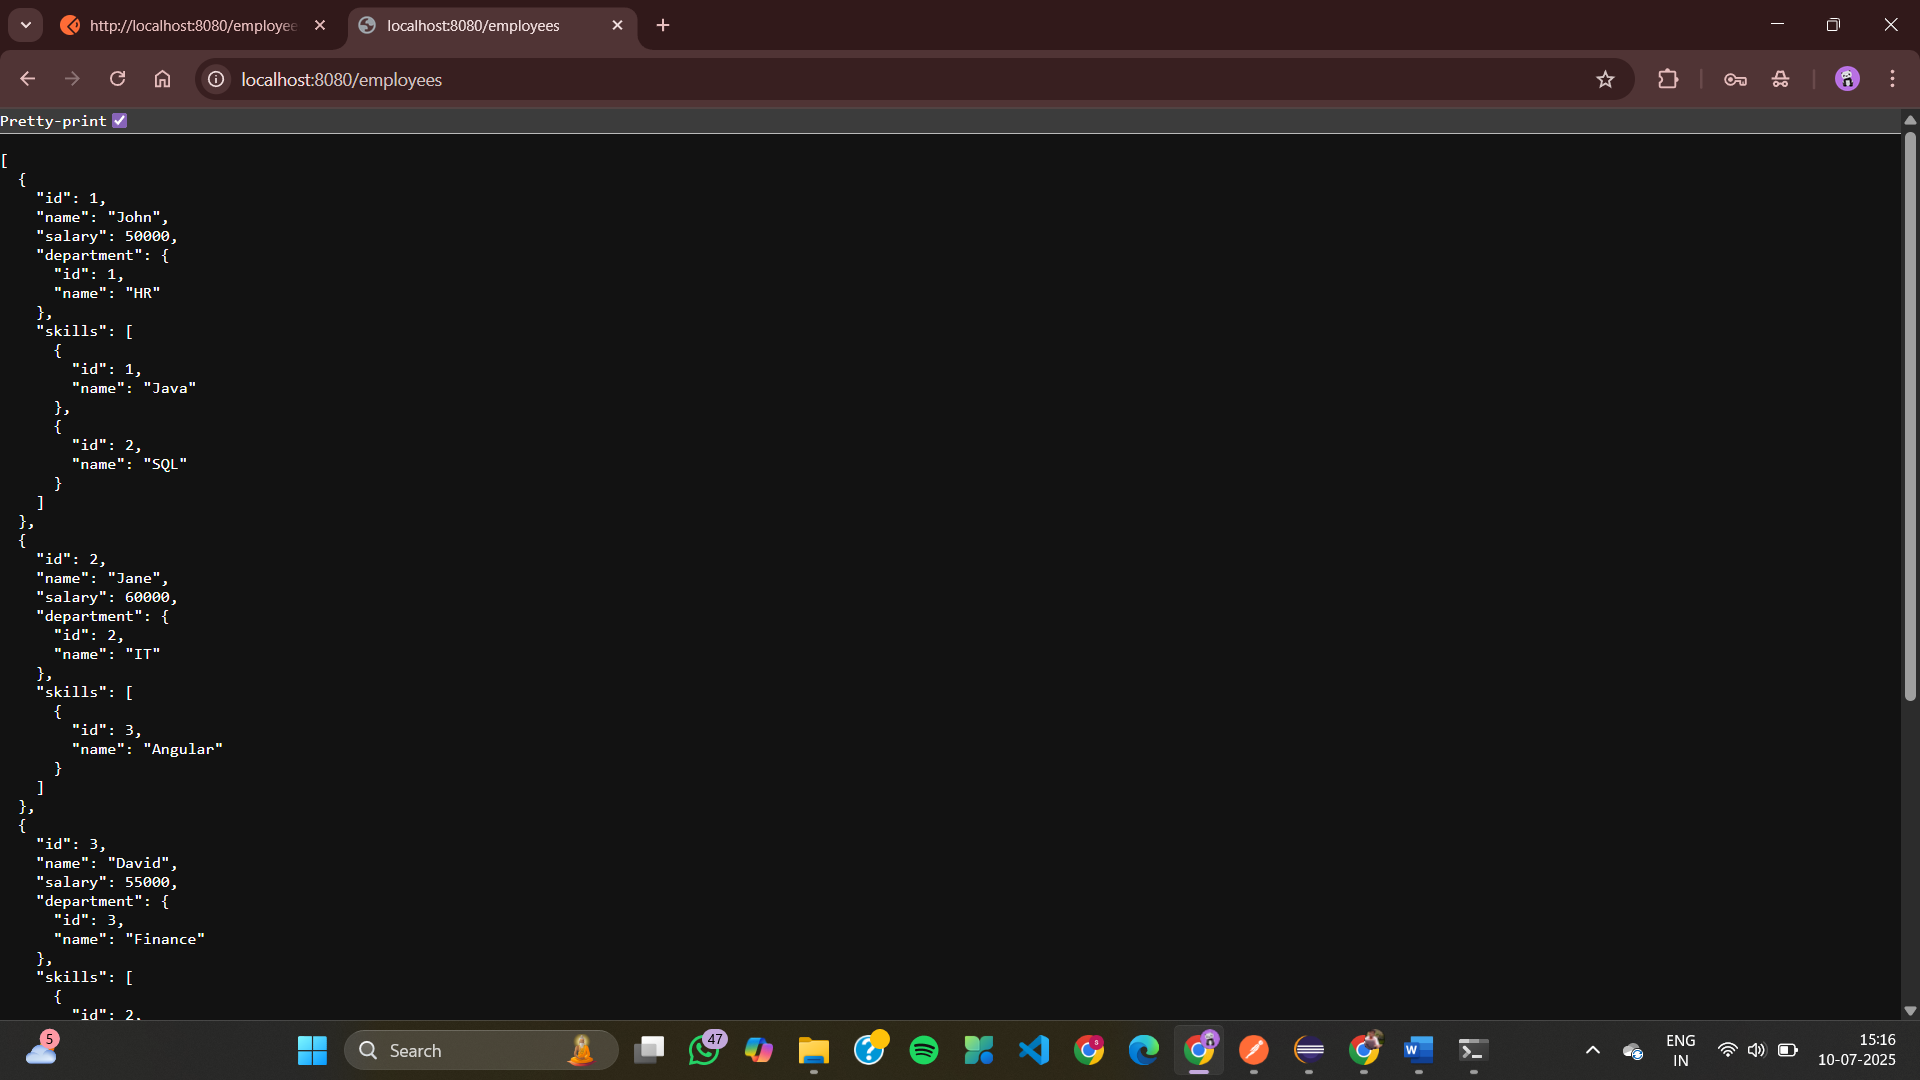 http://localhost:8080/employee
localhost:8080/employees
localhost:8080/employees
Pretty-print
[
  {
    "id": 1,
    "name": "John",
    "salary": 50000,
    "department": {
      "id": 1,
      "name": "HR"
    },
    "skills": [
      {
        "id": 1,
        "name": "Java"
      },
      {
        "id": 2,
        "name": "SQL"
      }
    ]
  },
  {
    "id": 2,
    "name": "Jane",
    "salary": 60000,
    "department": {
      "id": 2,
      "name": "IT"
    },
    "skills": [
      {
        "id": 3,
        "name": "Angular"
      }
    ]
  },
  {
    "id": 3,
    "name": "David",
    "salary": 55000,
    "department": {
      "id": 3,
      "name": "Finance"
    },
    "skills": [
      {
        "id": 2,
5
Search
47
ENG
IN
15:16
10-07-2025